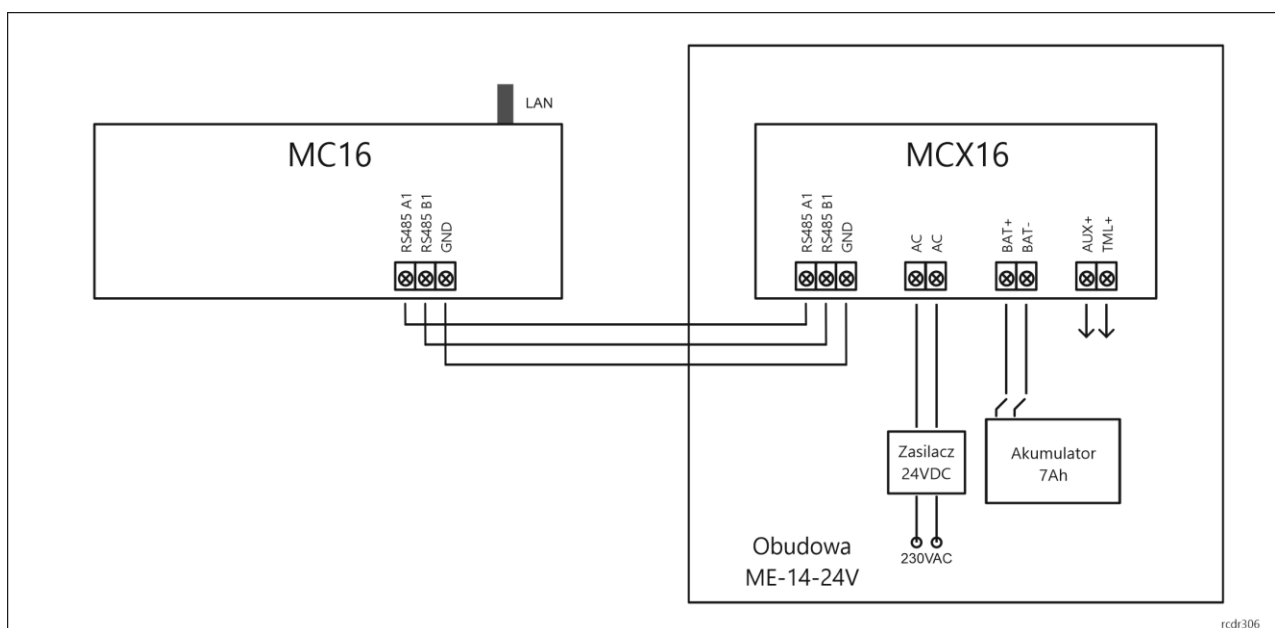 LAN
MC16
RS485 A1
RS485 B1
GND
MCX16
RS485 A1
RS485 B1
GND
AC
AC
BAT+
BAT-
AUX+
TML+
Zasilacz
24VDC
Akumulator
7Ah
230VAC
Obudowa
ME-14-24V
rcdr306